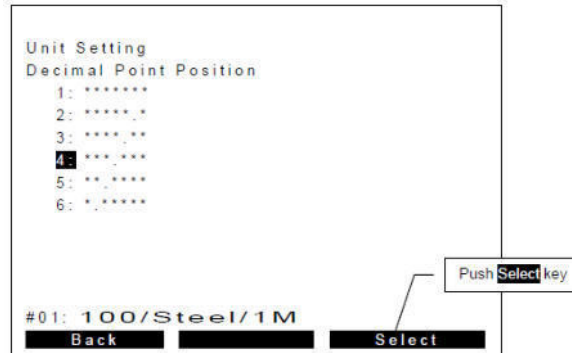 Unit Setting
Decimal Point Position
1: *******
2: *****.*
3: ****.**
4: ***.***
5: **.****
6: *.*****
Push Select key
#01: 100/Steel/1M
Back Select